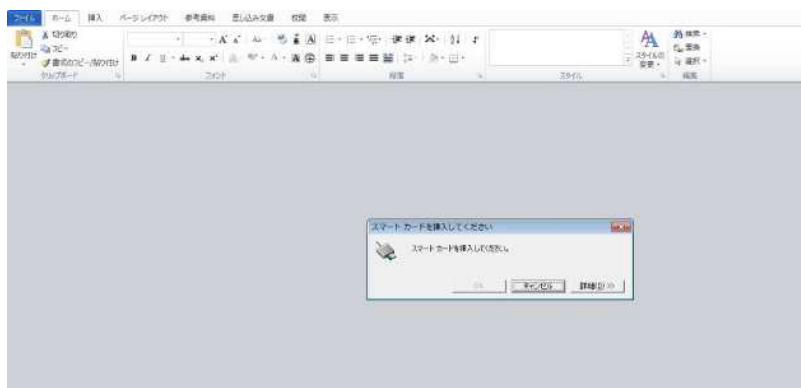 ファイル ホーム 挿入 ページ レイアウト 参考資料 差し込み文書 校閲 表示
切り取り
コピー
書式のコピー/貼り付け
貼り付け
クリップボード フォント 段落 スタイル 編集
スタイルの
変更
検索
置換
選択
スマート カードを挿入してください
スマート カードを挿入してください。
OK キャンセル 詳細(D) >>